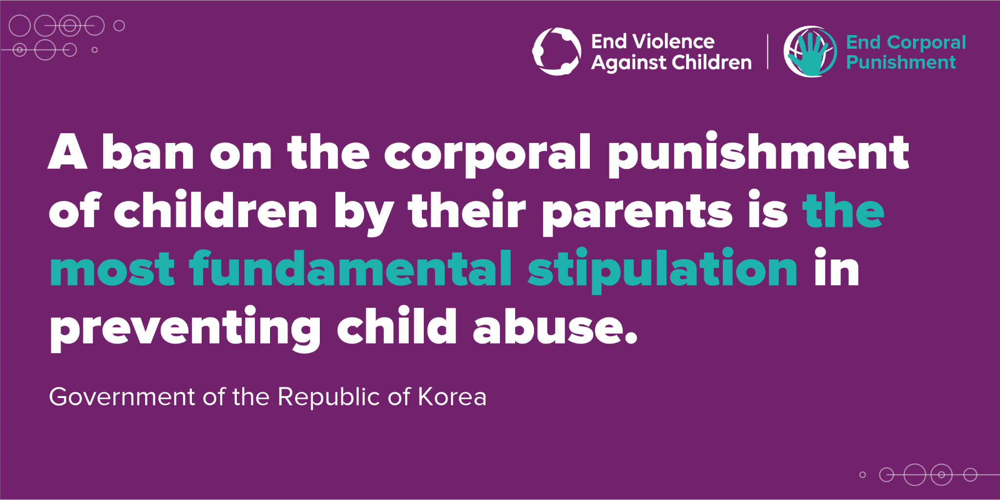 End Violence
Against Children
End Corporal
Punishment
A ban on the corporal punishment
of children by their parents is the
most fundamental stipulation in
preventing child abuse.
Government of the Republic of Korea